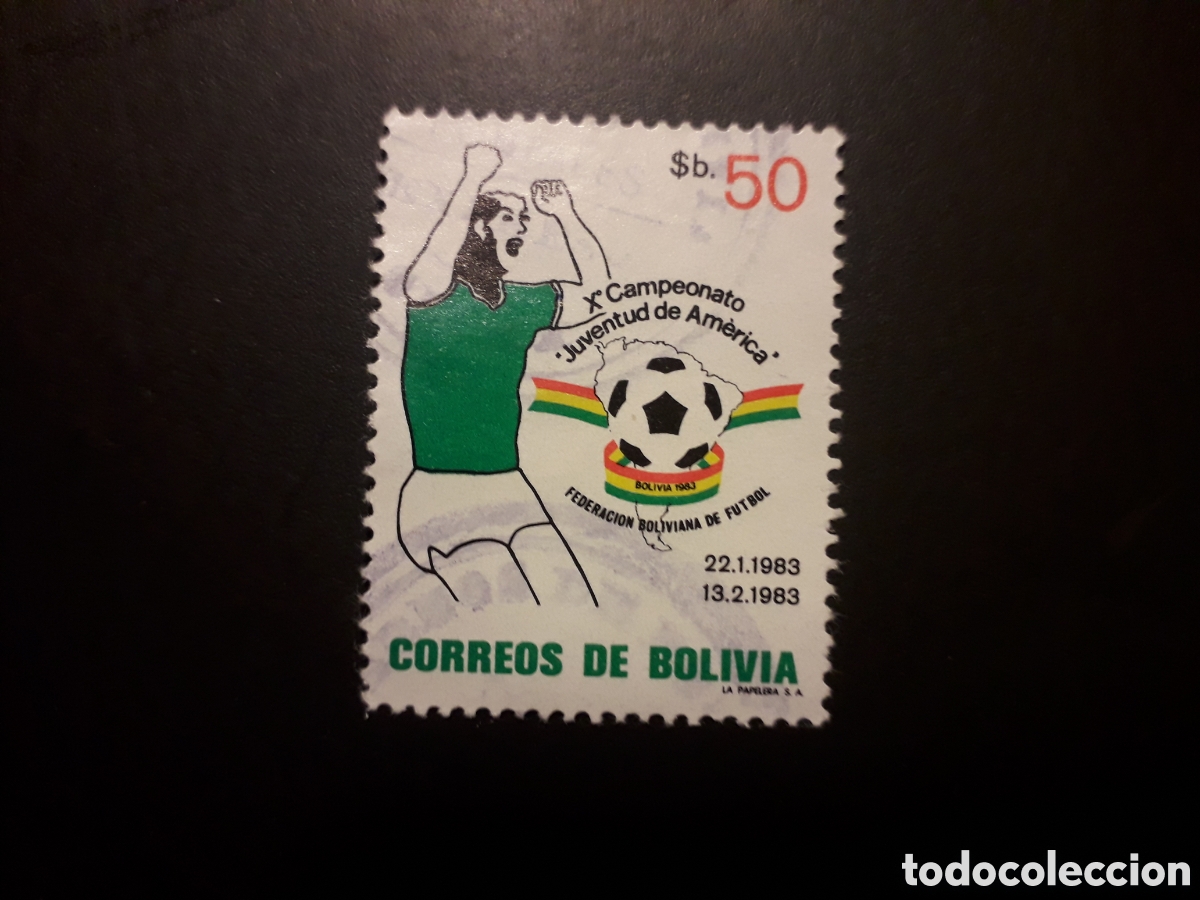 $b. 50
X° Campeonato
"Juventud de Amèrica"
BOLIVIA 1983
FEDERACION BOLIVIANA DE FUTBOL
22.1.1983
13.2.1983
CORREOS DE BOLIVIA
LA PAPELERA S. A.
todocoleccion